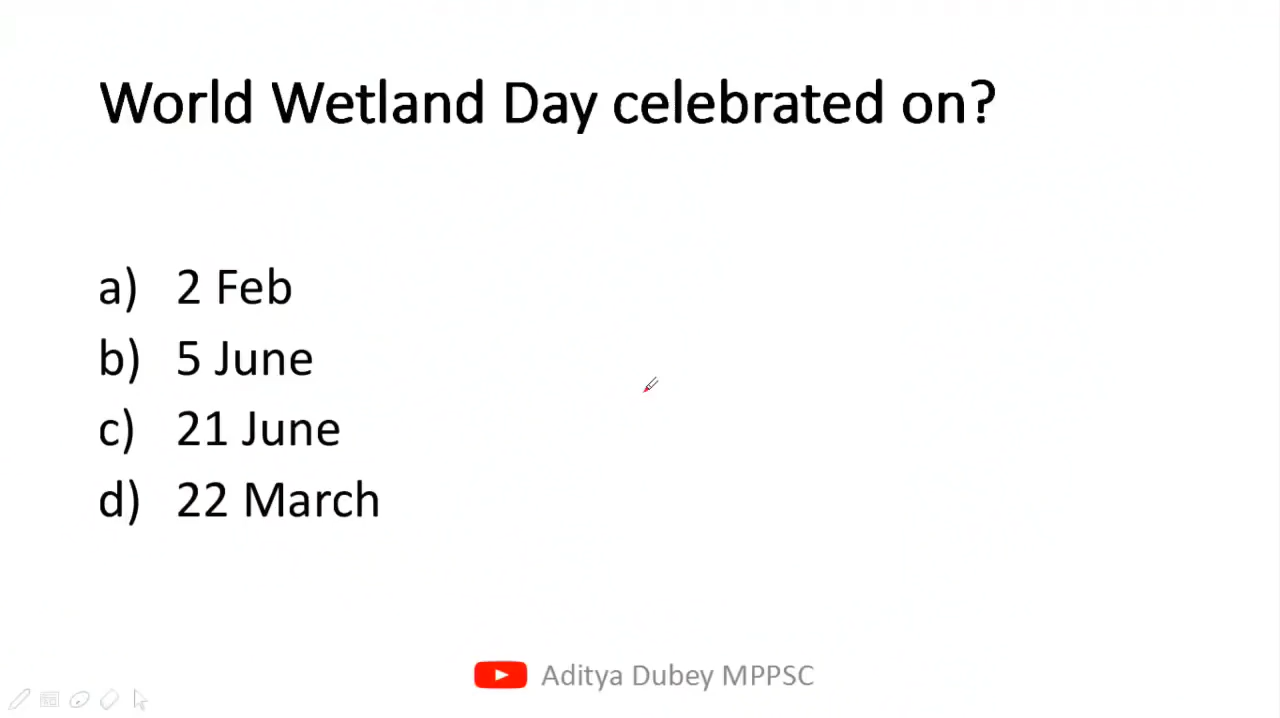 World Wetland Day celebrated on?
a) 2 Feb
b) 5 June
c) 21 June
d) 22 March
Aditya Dubey MPPSC